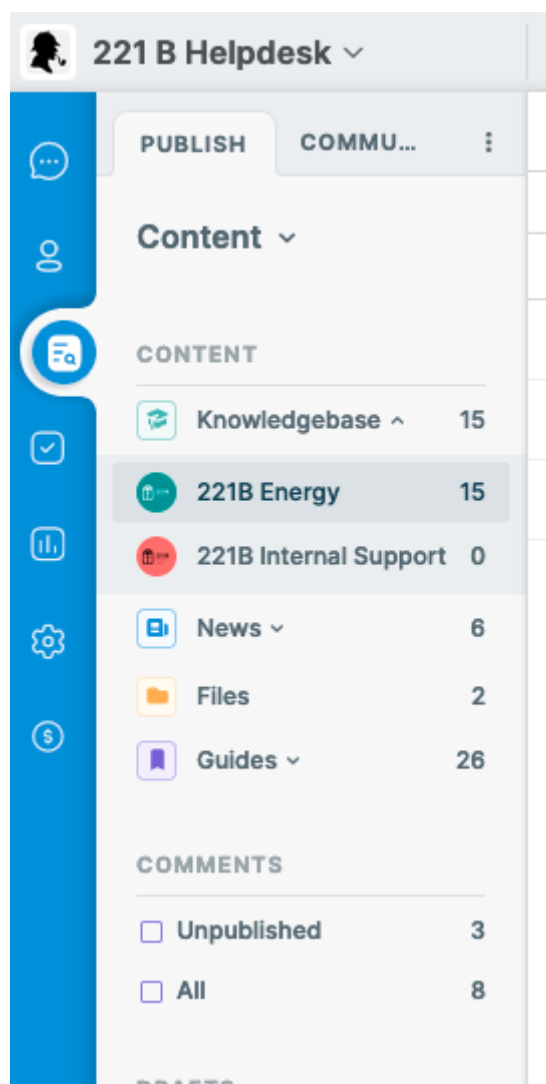 221 B Helpdesk
PUBLISH COMMU...
Content
CONTENT
Knowledgebase 15
221B Energy 15
221B Internal Support 0
News 6
Files 2
Guides 26
COMMENTS
Unpublished 3
All 8
DRAFTS